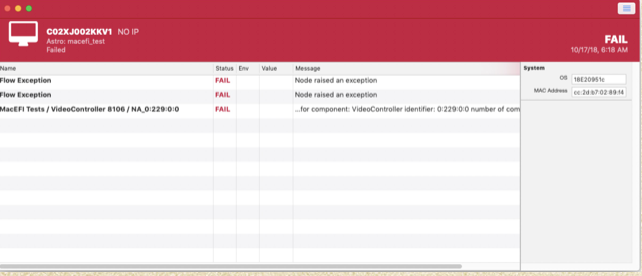 C02XJ002KKV1 NO IP
Astro: macefi_test
Failed
FAIL
10/17/18, 6:18 AM
Name Status Env Value Message
Flow Exception FAIL Node raised an exception
Flow Exception FAIL Node raised an exception
MacEFI Tests / VideoController 8106 / NA_0:229:0:0 FAIL ...for component: VideoController identifier: 0:229:0:0 number of com
System
OS 18E20951c
MAC Address cc:2d:b7:02:89:f4